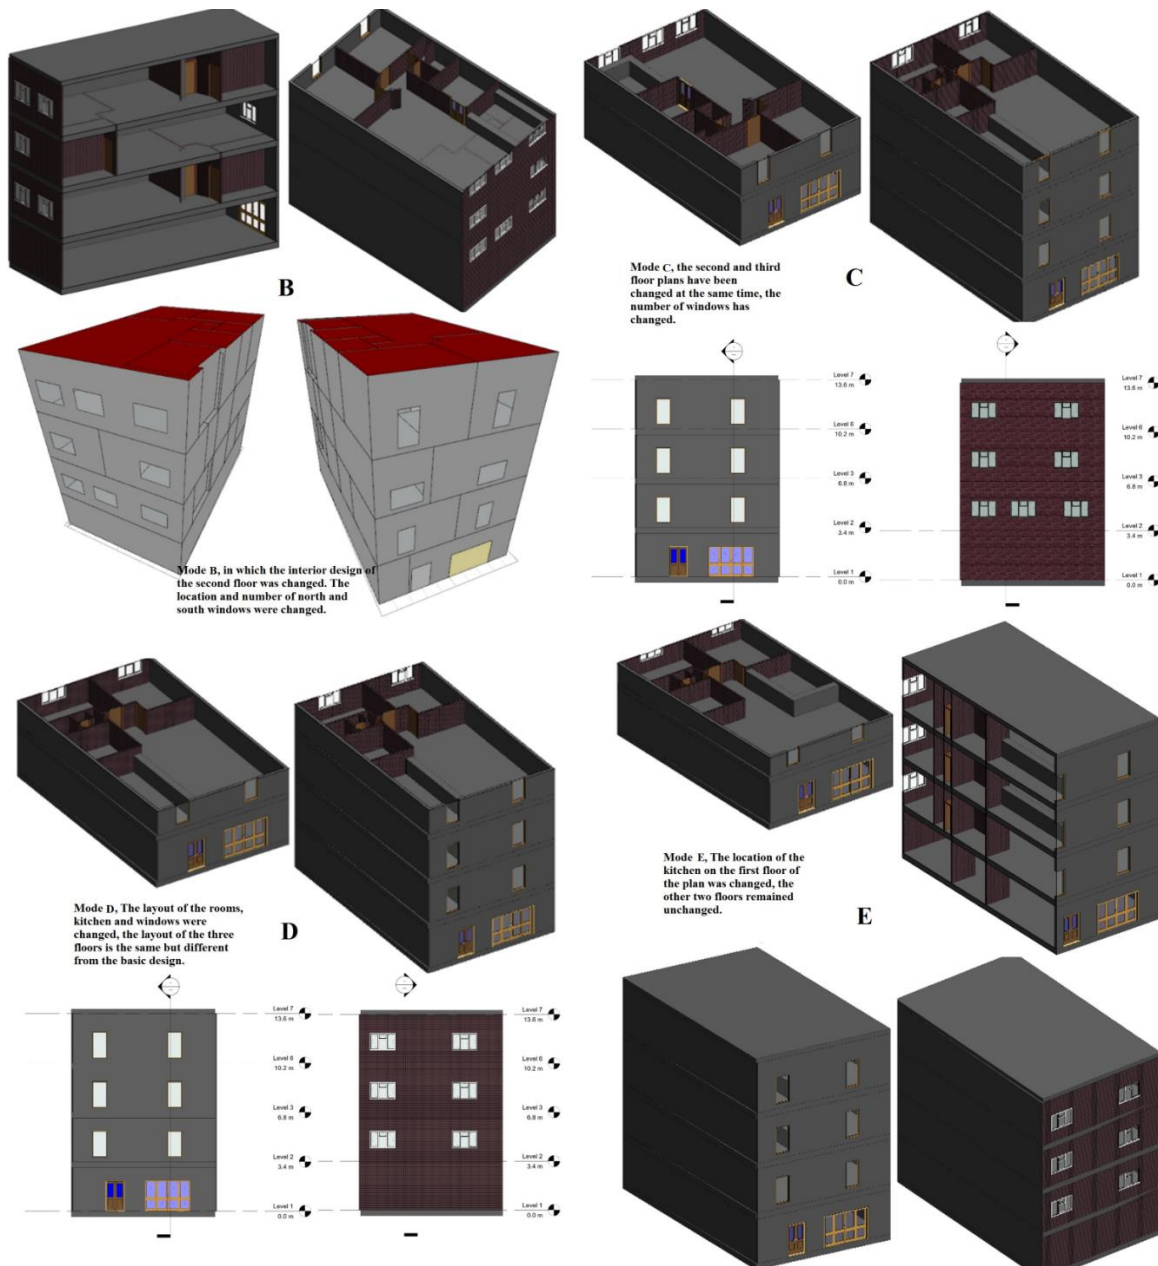 B
Mode B, in which the interior design of
the second floor was changed. The
location and number of north and
south windows were changed.
Mode C, the second and third
floor plans have been
changed at the same time, the
number of windows has
changed.
C
Level 7
13.6 m
Level 6
10.2 m
Level 3
6.8 m
Level 2
3.4 m
Level 1
0.0 m
Level 7
13.6 m
Level 6
10.2 m
Level 3
6.8 m
Level 2
3.4 m
Level 1
0.0 m
Mode D, The layout of the rooms,
kitchen and windows were
changed, the layout of the three
floors is the same but different
from the basic design.
D
Level 7
13.6 m
Level 6
10.2 m
Level 3
6.8 m
Level 2
3.4 m
Level 1
0.0 m
Level 7
13.6 m
Level 6
10.2 m
Level 3
6.8 m
Level 2
3.4 m
Level 1
0.0 m
Mode E, The location of the
kitchen on the first floor of
the plan was changed, the
other two floors remained
unchanged.
E